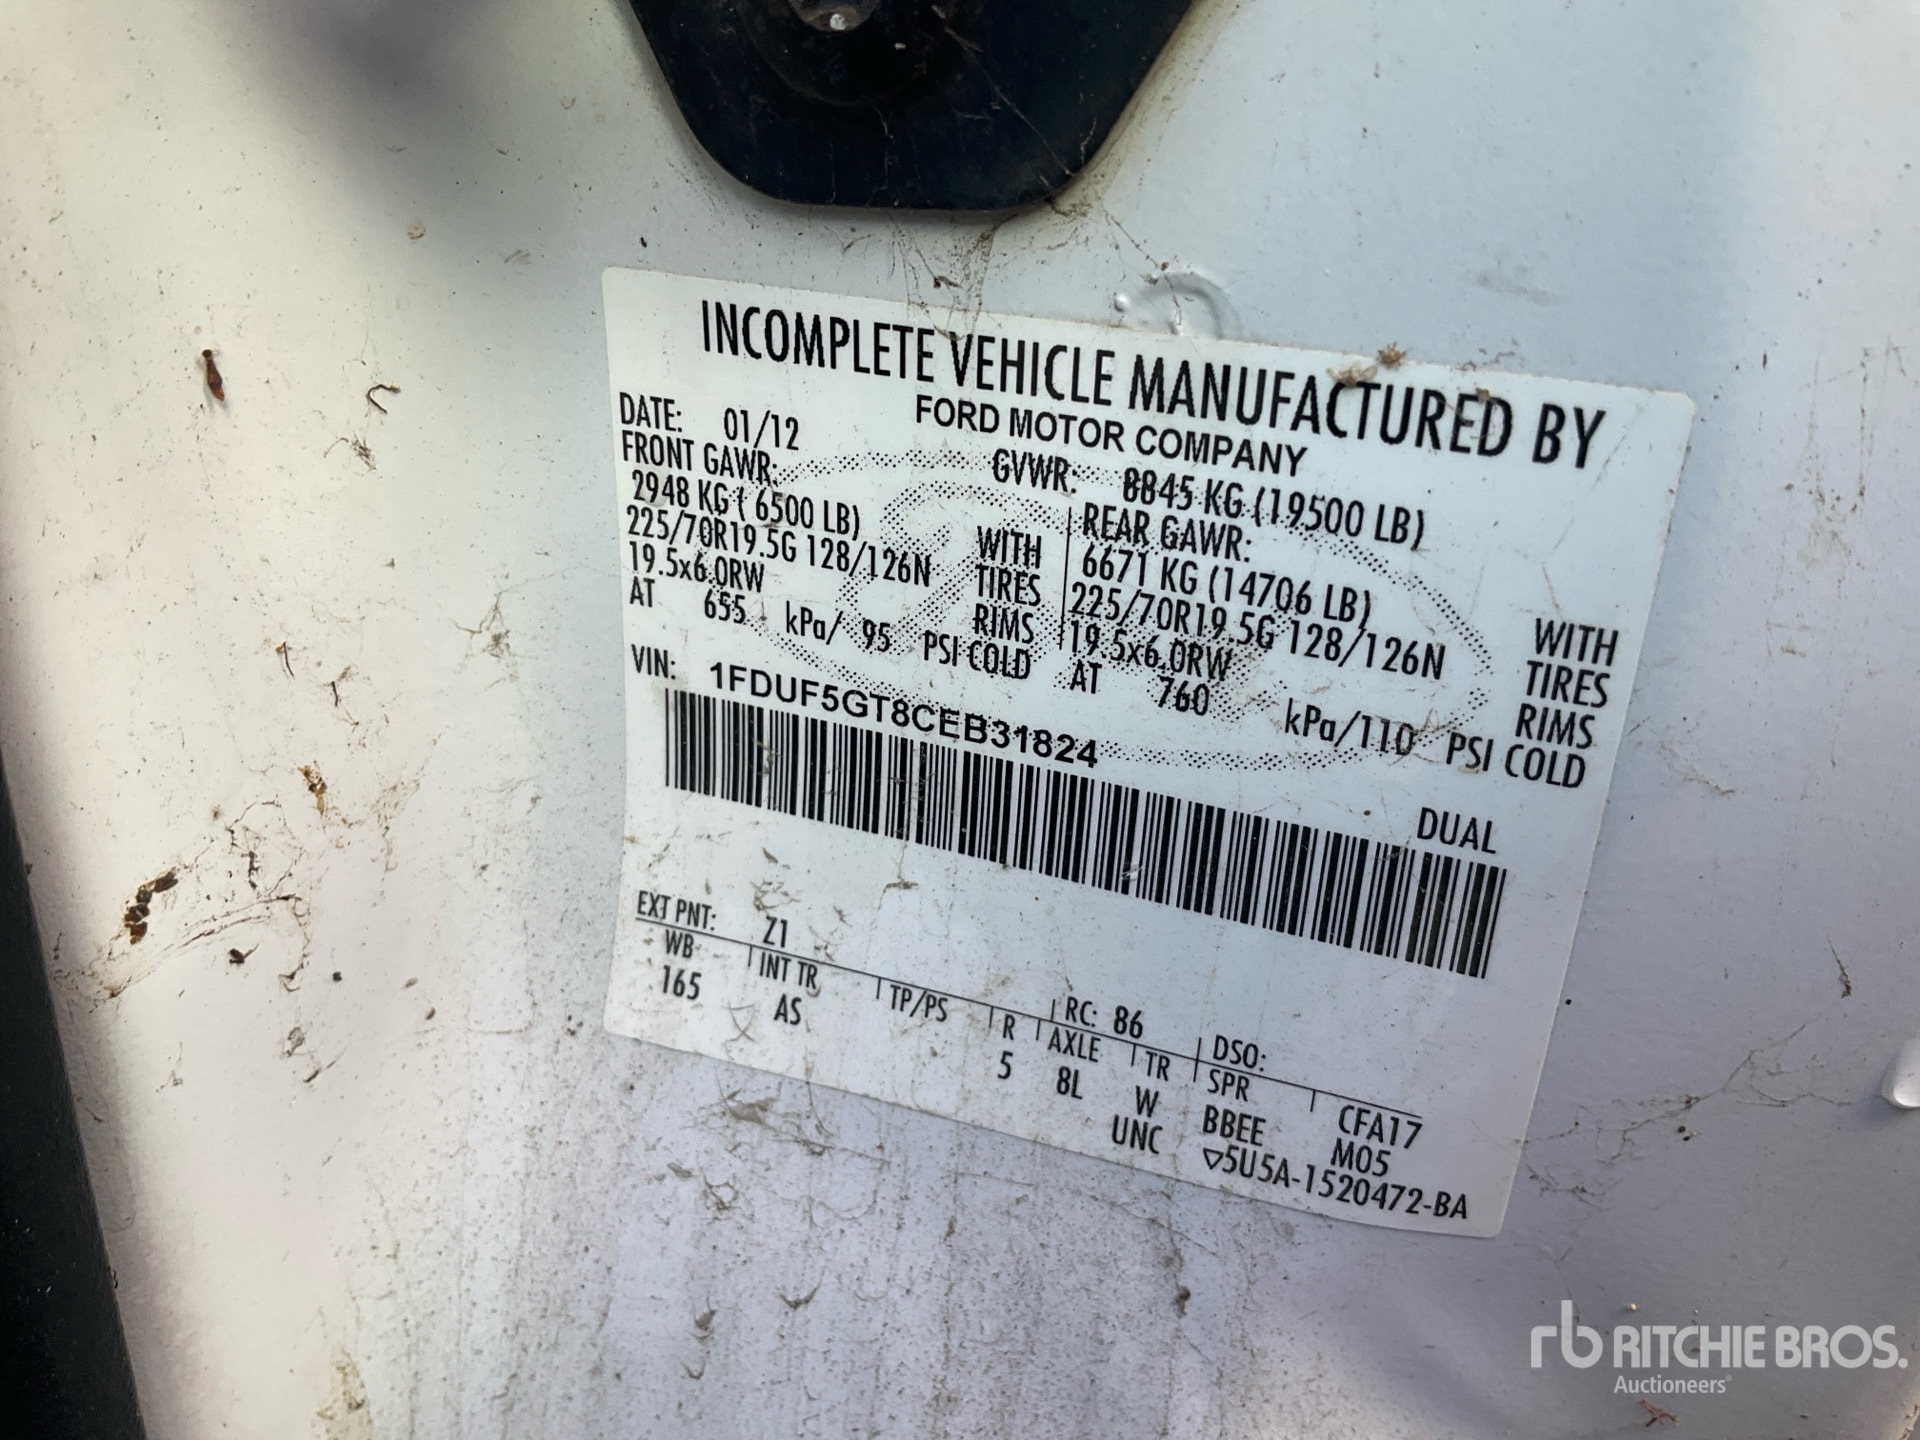 INCOMPLETE VEHICLE MANUFACTURED BY
FORD MOTOR COMPANY
DATE: 01/12 GVWR: 8845 KG (19500 LB)
FRONT GAWR: REAR GAWR:
2948 KG ( 6500 LB) WITH 6671 KG (14706 LB) WITH
225/70R19.5G 128/126N TIRES 225/70R19.5G 128/126N TIRES
19.5x6.0RW RIMS 19.5x6.0RW RIMS
AT 655 kPa/ 95 PSI COLD AT 760 kPa/110 PSI COLD
VIN: 1FDUF5GT8CEB31824
DUAL
EXT PNT: Z1 RC: 86 DSO:
WB INT TR TP/PS R AXLE TR SPR
165 AS 5 8L W BBEE CFA17
UNC M05
▽5U5A-1520472-BA
rb RITCHIE BROS.
Auctioneers